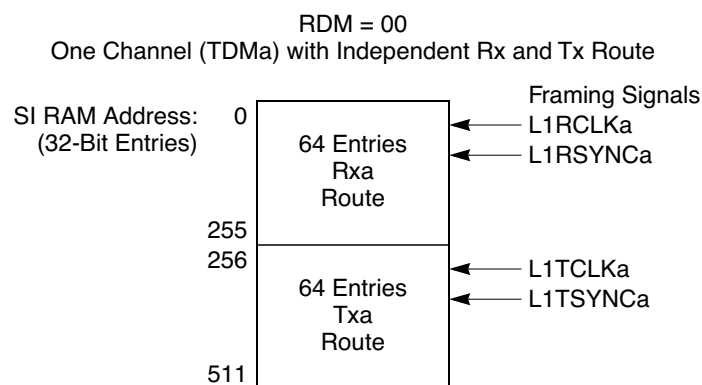 RDM = 00
One Channel (TDMa) with Independent Rx and Tx Route
Framing Signals
SI RAM Address: 0
(32-Bit Entries)
L1RCLKa
64 Entries
Rxa
Route
L1RSYNCa
255
256
L1TCLKa
64 Entries
Txa
Route
L1TSYNCa
511